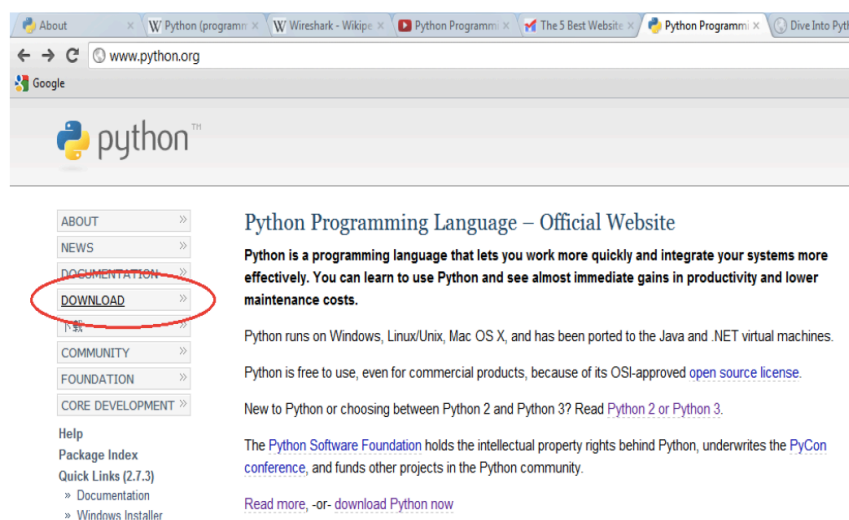 About
Python (programm
Wireshark - Wikipe
Python Programmi
The 5 Best Website
Python Programmi
Dive Into Pyth
www.python.org
Google
python™
ABOUT »
NEWS »
DOCUMENTATION »
DOWNLOAD »
下载 »
COMMUNITY »
FOUNDATION »
CORE DEVELOPMENT »
Help
Package Index
Quick Links (2.7.3)
» Documentation
» Windows Installer
Python Programming Language – Official Website
Python is a programming language that lets you work more quickly and integrate your systems more
effectively. You can learn to use Python and see almost immediate gains in productivity and lower
maintenance costs.
Python runs on Windows, Linux/Unix, Mac OS X, and has been ported to the Java and .NET virtual machines.
Python is free to use, even for commercial products, because of its OSI-approved open source license.
New to Python or choosing between Python 2 and Python 3? Read Python 2 or Python 3.
The Python Software Foundation holds the intellectual property rights behind Python, underwrites the PyCon
conference, and funds other projects in the Python community.
Read more, -or- download Python now